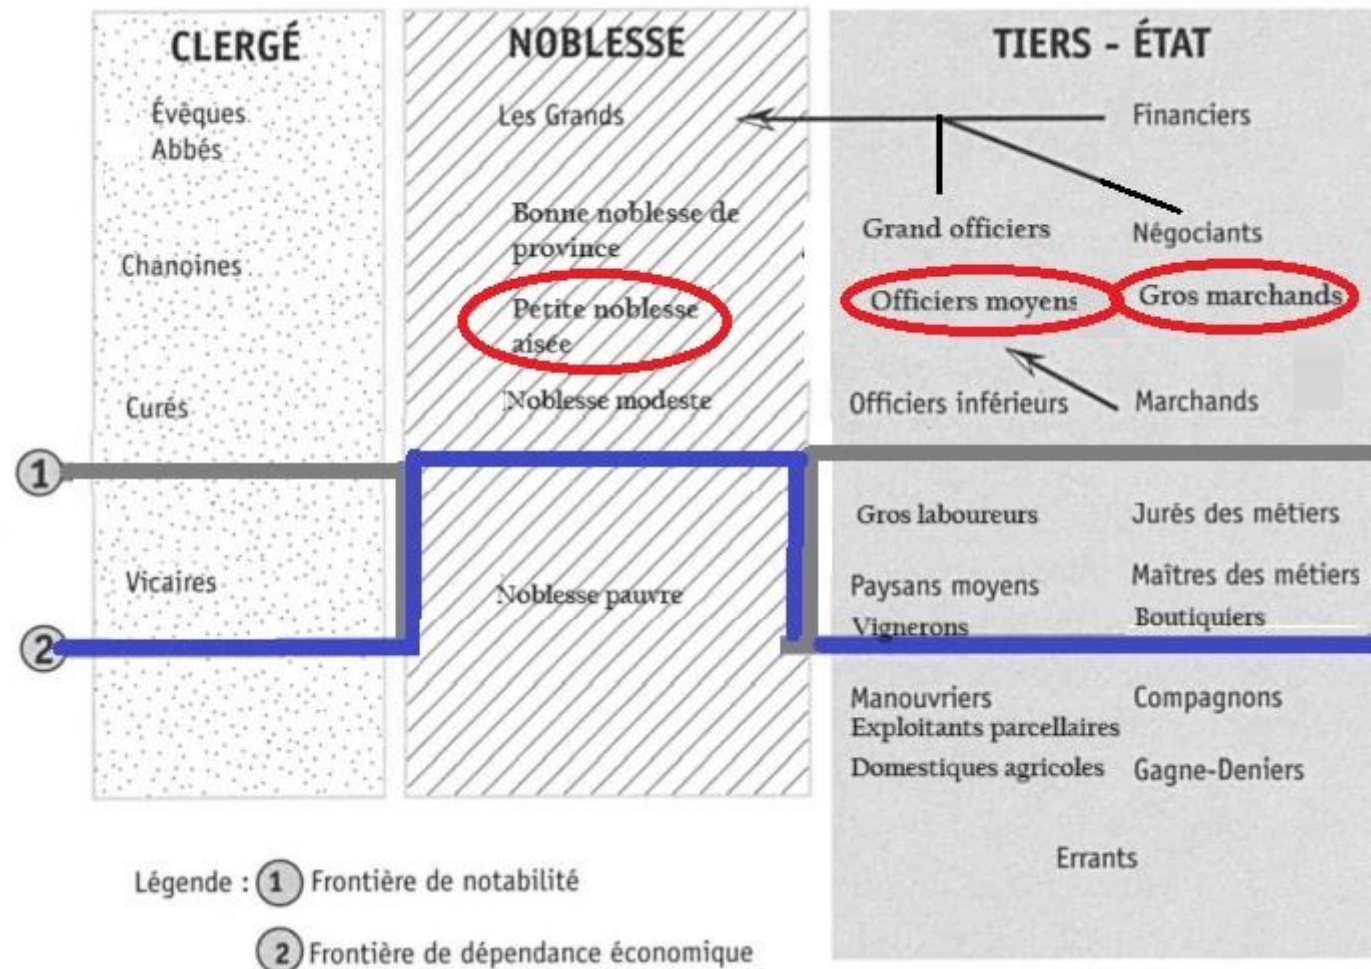 CLERGÉ
Évêques
Abbés
Chanoines
Curés
Vicaires
NOBLESSE
Les Grands
Bonne noblesse de
province
Petite noblesse
aisée
Noblesse modeste
Noblesse pauvre
TIERS - ÉTAT
Financiers
Grand officiers
Négociants
Officiers moyens
Gros marchands
Officiers inférieurs
Marchands
Gros laboureurs
Jurés des métiers
Paysans moyens
Maîtres des métiers
Vignerons
Boutiquiers
Manouvriers
Compagnons
Exploitants parcellaires
Domestiques agricoles
Gagne-Deniers
Errants
1
2
Légende : 1 Frontière de notabilité
2 Frontière de dépendance économique